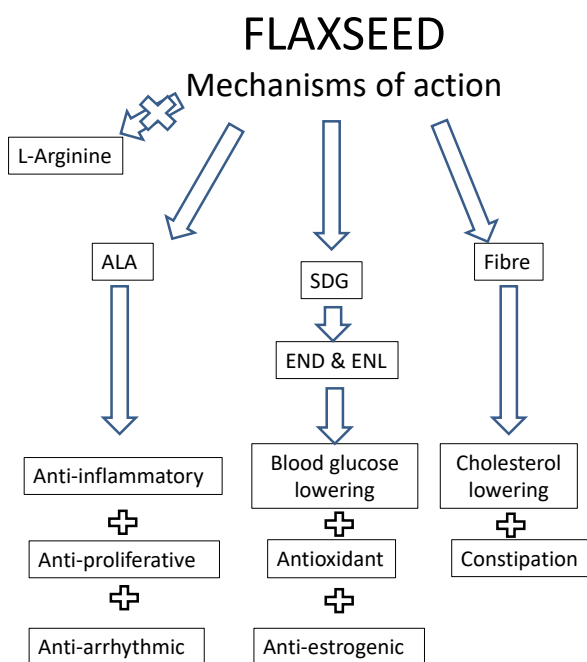 FLAXSEED
Mechanisms of action
L-Arginine
ALA
SDG
Fibre
END & ENL
Anti-inflammatory
Blood glucose
lowering
Cholesterol
lowering
Anti-proliferative
Antioxidant
Constipation
Anti-arrhythmic
Anti-estrogenic